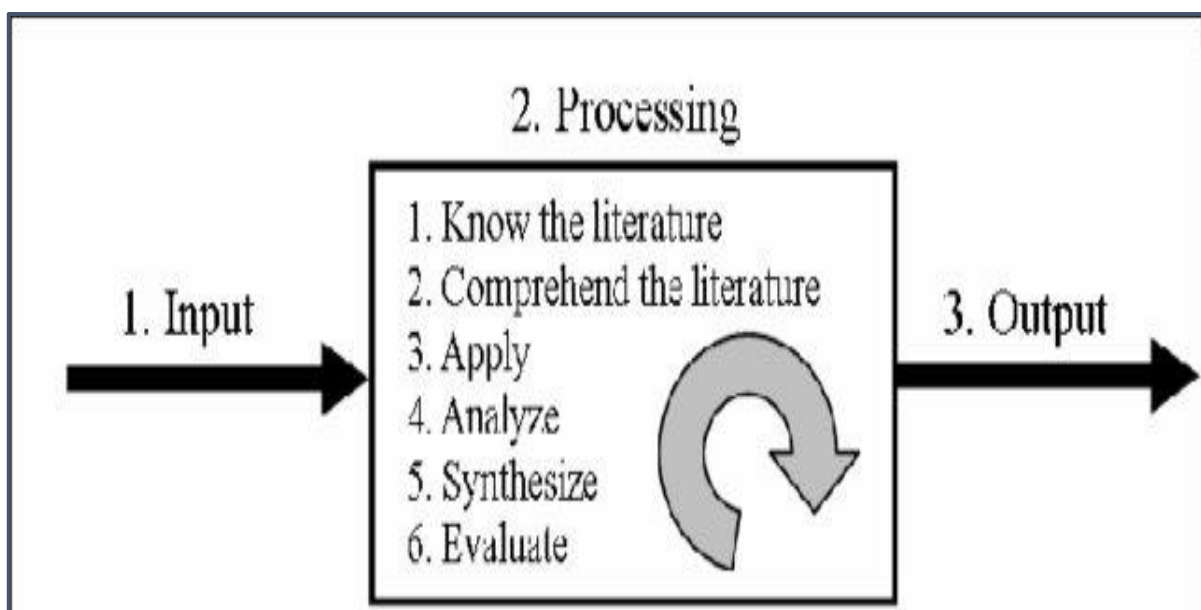 2. Processing
1. Input
1. Know the literature
2. Comprehend the literature
3. Apply
4. Analyze
5. Synthesize
6. Evaluate
3. Output